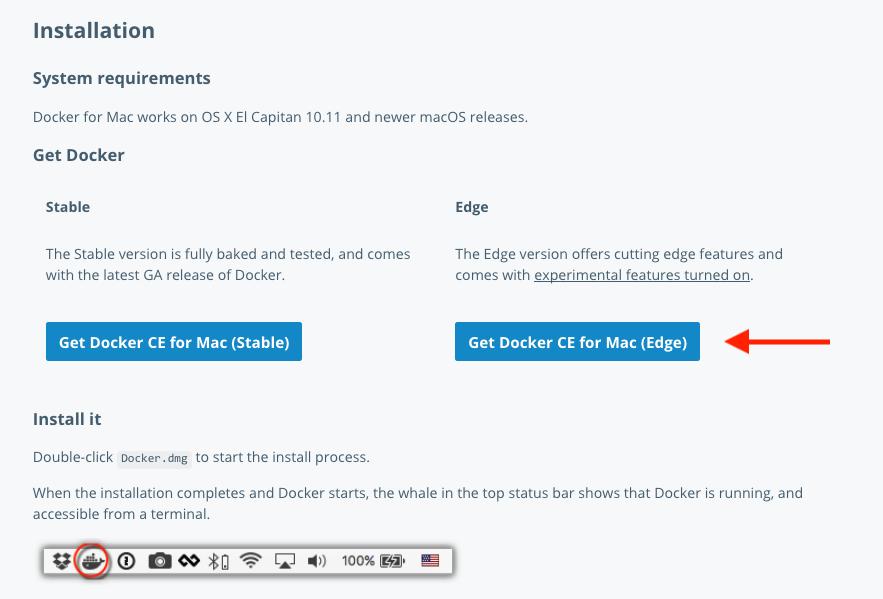 Installation
System requirements
Docker for Mac works on OS X El Capitan 10.11 and newer macOS releases.
Get Docker
Stable
The Stable version is fully baked and tested, and comes
with the latest GA release of Docker.
Get Docker CE for Mac (Stable)
Edge
The Edge version offers cutting edge features and
comes with experimental features turned on.
Get Docker CE for Mac (Edge)
Install it
Double-click Docker.dmg to start the install process.
When the installation completes and Docker starts, the whale in the top status bar shows that Docker is running, and
accessible from a terminal.
100%